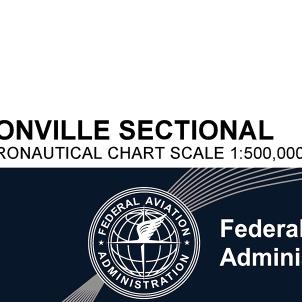 ONVILLE SECTIONAL
RONAUTICAL CHART SCALE 1:500,000
FEDERAL AVIATION
ADMINISTRATION
Federal
Admini